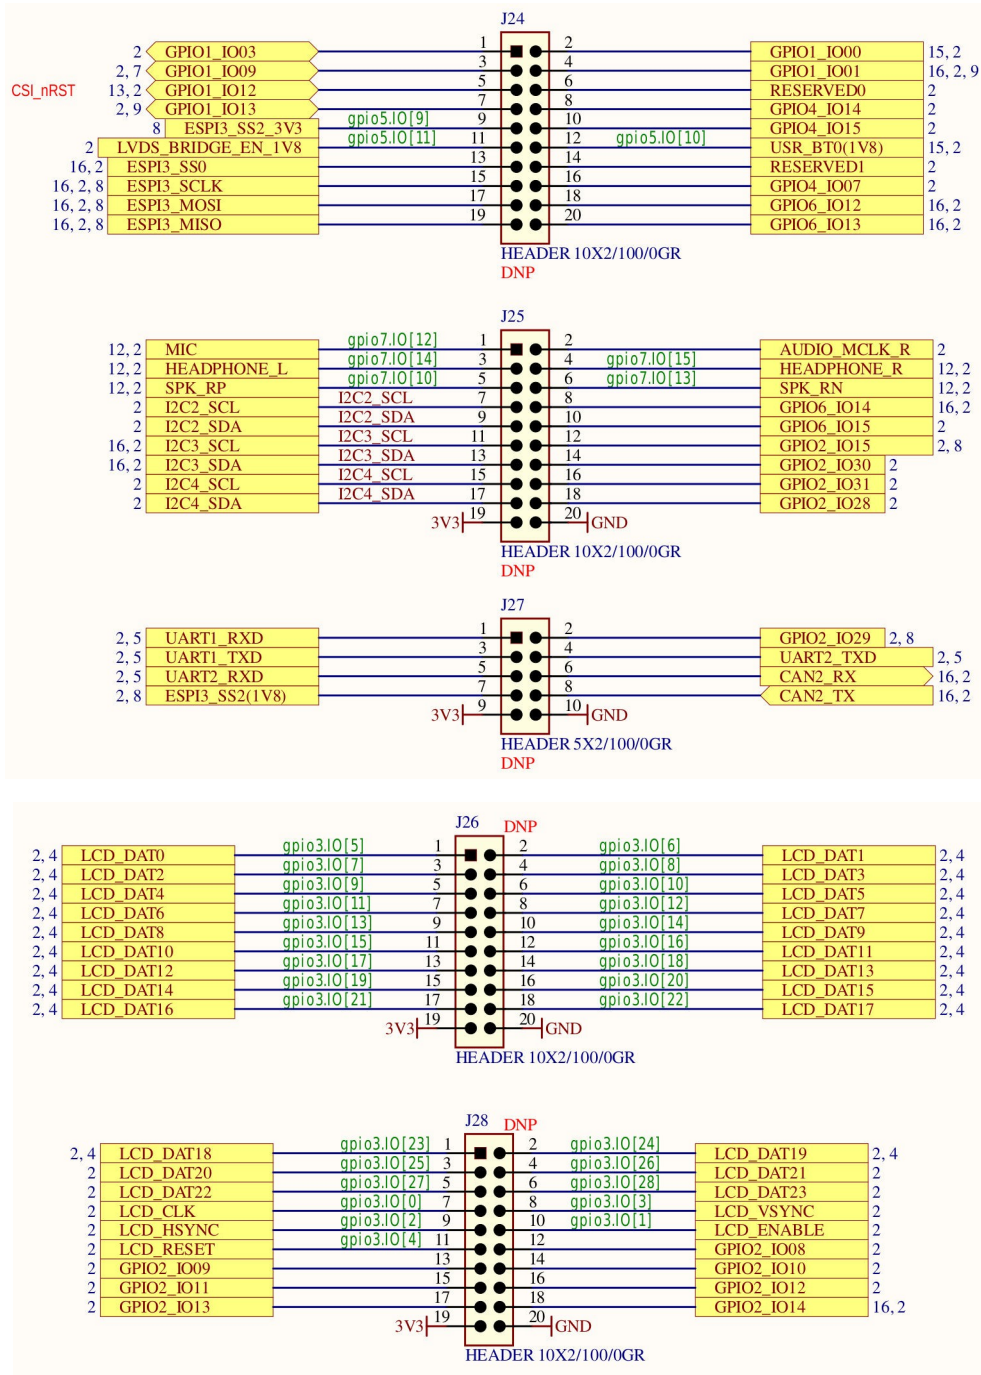 J24
2 GPIO1_IO03 1 2 GPIO1_IO00 15, 2
2, 7 GPIO1_IO09 3 4 GPIO1_IO01 16, 2, 9
CSI_nRST 13, 2 GPIO1_IO12 5 6 RESERVED0 2
2, 9 GPIO1_IO13 7 8 GPIO4_IO14 2
8 ESPI3_SS2_3V3 gpio5.IO[9] 9 10 GPIO4_IO15 2
2 LVDS_BRIDGE_EN_1V8 gpio5.IO[11] 11 12 gpio5.IO[10] USR_BT0(1V8) 15, 2
16, 2 ESPI3_SS0 13 14 RESERVED1 2
16, 2, 8 ESPI3_SCLK 15 16 GPIO4_IO07 2
16, 2, 8 ESPI3_MOSI 17 18 GPIO6_IO12 16, 2
16, 2, 8 ESPI3_MISO 19 20 GPIO6_IO13 16, 2
HEADER 10X2/100/0GR
DNP
J25
12, 2 MIC gpio7.IO[12] 1 2 AUDIO_MCLK_R 2
12, 2 HEADPHONE_L gpio7.IO[14] 3 4 gpio7.IO[15] HEADPHONE_R 12, 2
12, 2 SPK_RP gpio7.IO[10] 5 6 gpio7.IO[13] SPK_RN 12, 2
2 I2C2_SCL I2C2_SCL 7 8 GPIO6_IO14 16, 2
2 I2C2_SDA I2C2_SDA 9 10 GPIO6_IO15 2
16, 2 I2C3_SCL I2C3_SCL 11 12 GPIO2_IO15 2, 8
16, 2 I2C3_SDA I2C3_SDA 13 14 GPIO2_IO30 2
2 I2C4_SCL I2C4_SCL 15 16 GPIO2_IO31 2
2 I2C4_SDA I2C4_SDA 17 18 GPIO2_IO28 2
3V3 19 20 GND
HEADER 10X2/100/0GR
DNP
J27
2, 5 UART1_RXD 1 2 GPIO2_IO29 2, 8
2, 5 UART1_TXD 3 4 UART2_TXD 2, 5
2, 5 UART2_RXD 5 6 CAN2_RX 16, 2
2, 8 ESPI3_SS2(1V8) 7 8 CAN2_TX 16, 2
3V3 9 10 GND
HEADER 5X2/100/0GR
DNP
J26 DNP
2, 4 LCD_DAT0 gpio3.IO[5] 1 2 gpio3.IO[6] LCD_DAT1 2, 4
2, 4 LCD_DAT2 gpio3.IO[7] 3 4 gpio3.IO[8] LCD_DAT3 2, 4
2, 4 LCD_DAT4 gpio3.IO[9] 5 6 gpio3.IO[10] LCD_DAT5 2, 4
2, 4 LCD_DAT6 gpio3.IO[11] 7 8 gpio3.IO[12] LCD_DAT7 2, 4
2, 4 LCD_DAT8 gpio3.IO[13] 9 10 gpio3.IO[14] LCD_DAT9 2, 4
2, 4 LCD_DAT10 gpio3.IO[15] 11 12 gpio3.IO[16] LCD_DAT11 2, 4
2, 4 LCD_DAT12 gpio3.IO[17] 13 14 gpio3.IO[18] LCD_DAT13 2, 4
2, 4 LCD_DAT14 gpio3.IO[19] 15 16 gpio3.IO[20] LCD_DAT15 2, 4
2, 4 LCD_DAT16 gpio3.IO[21] 17 18 gpio3.IO[22] LCD_DAT17 2, 4
3V3 19 20 GND
HEADER 10X2/100/0GR
J28 DNP
2, 4 LCD_DAT18 gpio3.IO[23] 1 2 gpio3.IO[24] LCD_DAT19 2, 4
2 LCD_DAT20 gpio3.IO[25] 3 4 gpio3.IO[26] LCD_DAT21 2
2 LCD_DAT22 gpio3.IO[27] 5 6 gpio3.IO[28] LCD_DAT23 2
2 LCD_CLK gpio3.IO[0] 7 8 gpio3.IO[3] LCD_VSYNC 2
2 LCD_HSYNC gpio3.IO[2] 9 10 gpio3.IO[1] LCD_ENABLE 2
2 LCD_RESET gpio3.IO[4] 11 12 GPIO2_IO08 2
2 GPIO2_IO09 13 14 GPIO2_IO10 2
2 GPIO2_IO11 15 16 GPIO2_IO12 2
2 GPIO2_IO13 17 18 GPIO2_IO14 16, 2
3V3 19 20 GND
HEADER 10X2/100/0GR